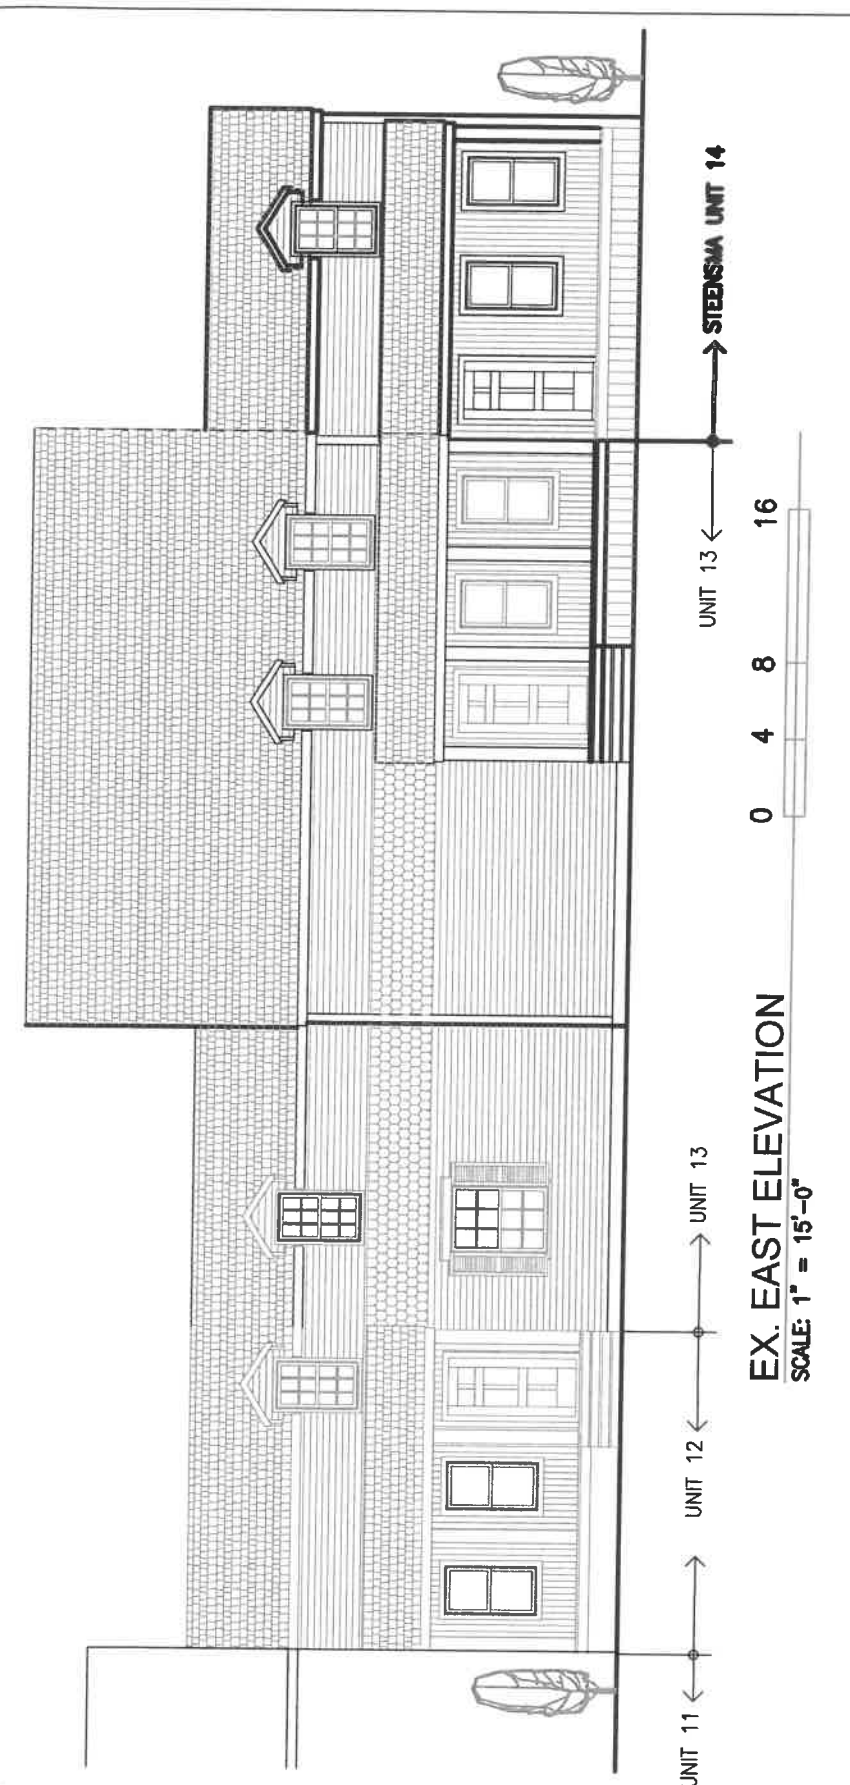 UNIT 11
UNIT 12
UNIT 13
UNIT 13
STEENSMA UNIT 14
EX. EAST ELEVATION
SCALE: 1" = 15'-0"
0 4 8 16